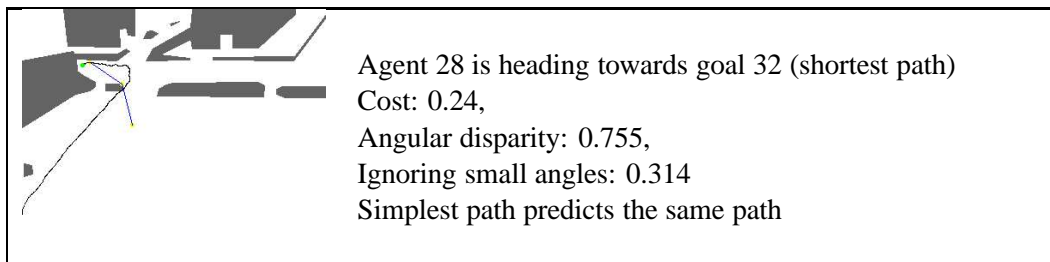 Agent 28 is heading towards goal 32 (shortest path)
Cost: 0.24,
Angular disparity: 0.755,
Ignoring small angles: 0.314
Simplest path predicts the same path